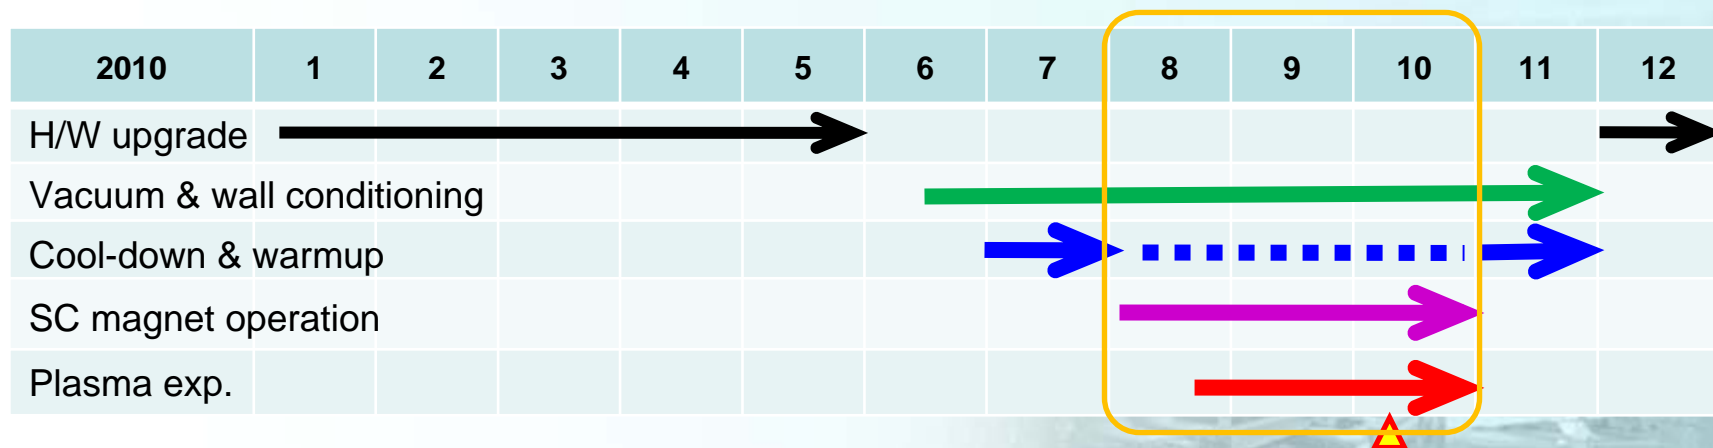 2010 1 2 3 4 5 6 7 8 9 10 11 12
H/W upgrade
Vacuum & wall conditioning
Cool-down & warmup
SC magnet operation
Plasma exp.